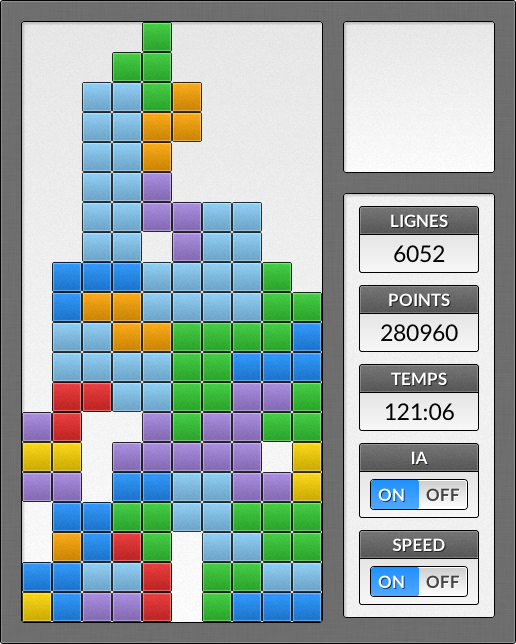 LIGNES
6052
POINTS
280960
TEMPS
121:06
IA
ON OFF
SPEED
ON OFF